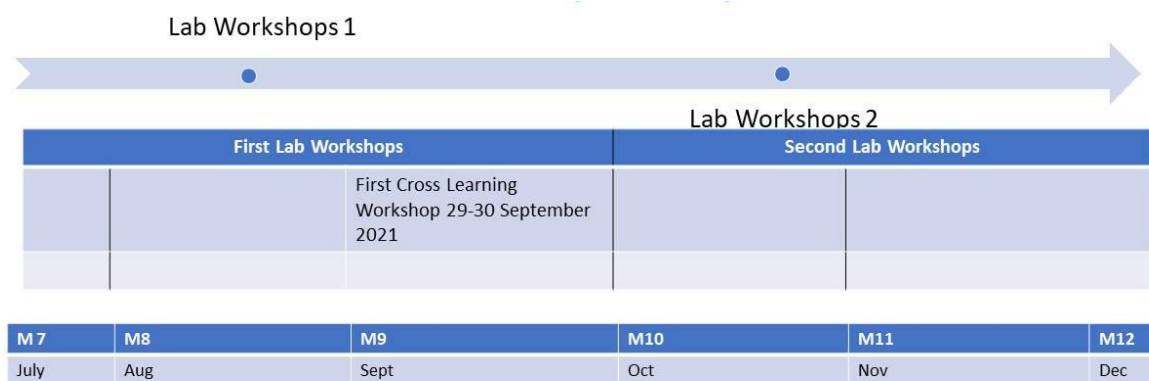 Lab Workshops 1
Lab Workshops 2
First Lab Workshops Second Lab Workshops
First Cross Learning
Workshop 29-30 September
2021
M 7 M8 M9 M10 M11 M12
July Aug Sept Oct Nov Dec